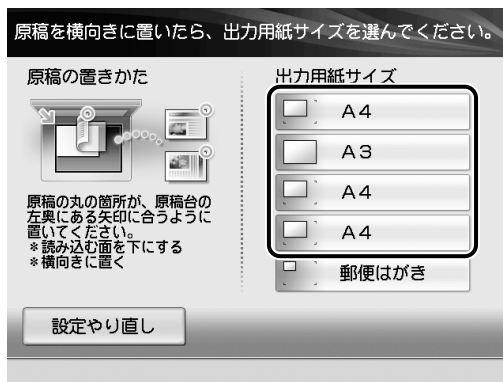 原稿を横向きに置いたら、出力用紙サイズを選んでください。
原稿の置きかた
原稿の丸の箇所が、原稿台の
左奥にある矢印に合うように
置いてください。
＊読み込む面を下にする
＊横向きに置く
設定やり直し
出力用紙サイズ
A4
A3
A4
A4
郵便はがき